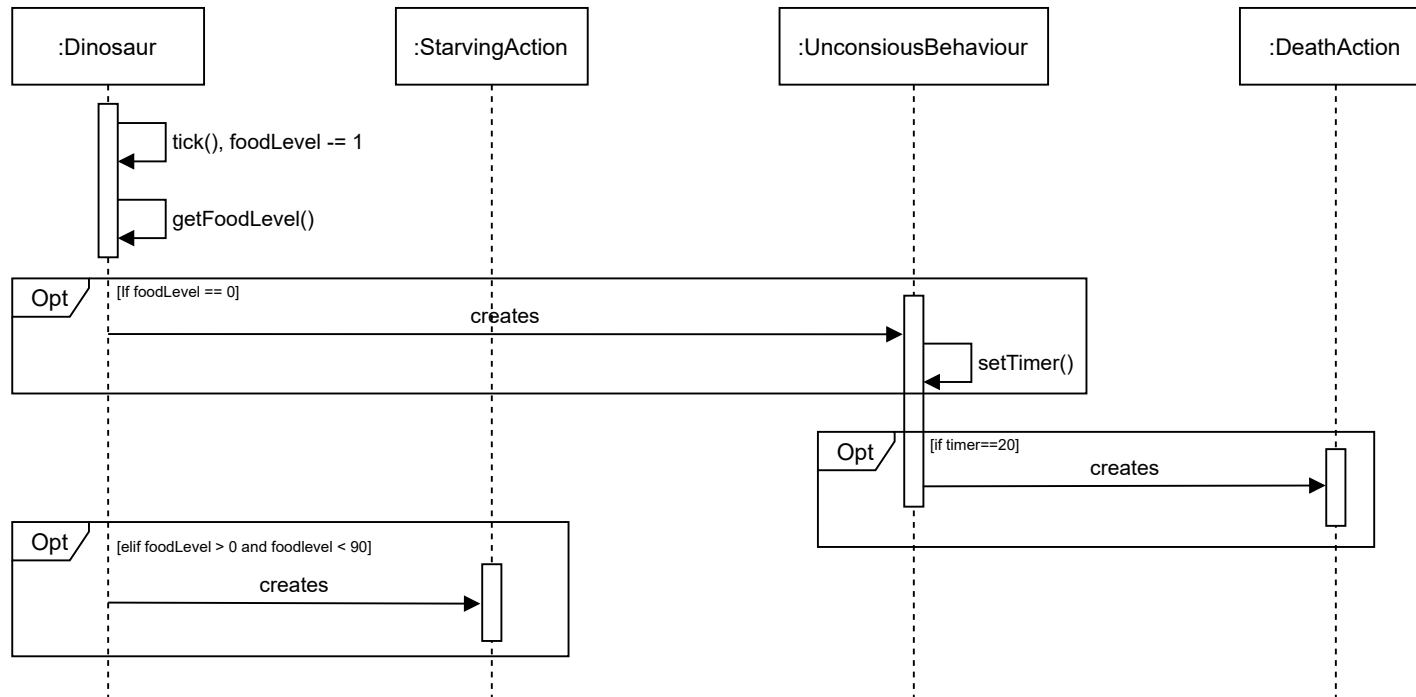 :Dinosaur
:StarvingAction
:UnconsiousBehaviour
:DeathAction
tick(), foodLevel -= 1
getFoodLevel()
Opt
[If foodLevel == 0]
creates
setTimer()
Opt
[if timer==20]
creates
Opt
[elif foodLevel > 0 and foodlevel < 90]
creates